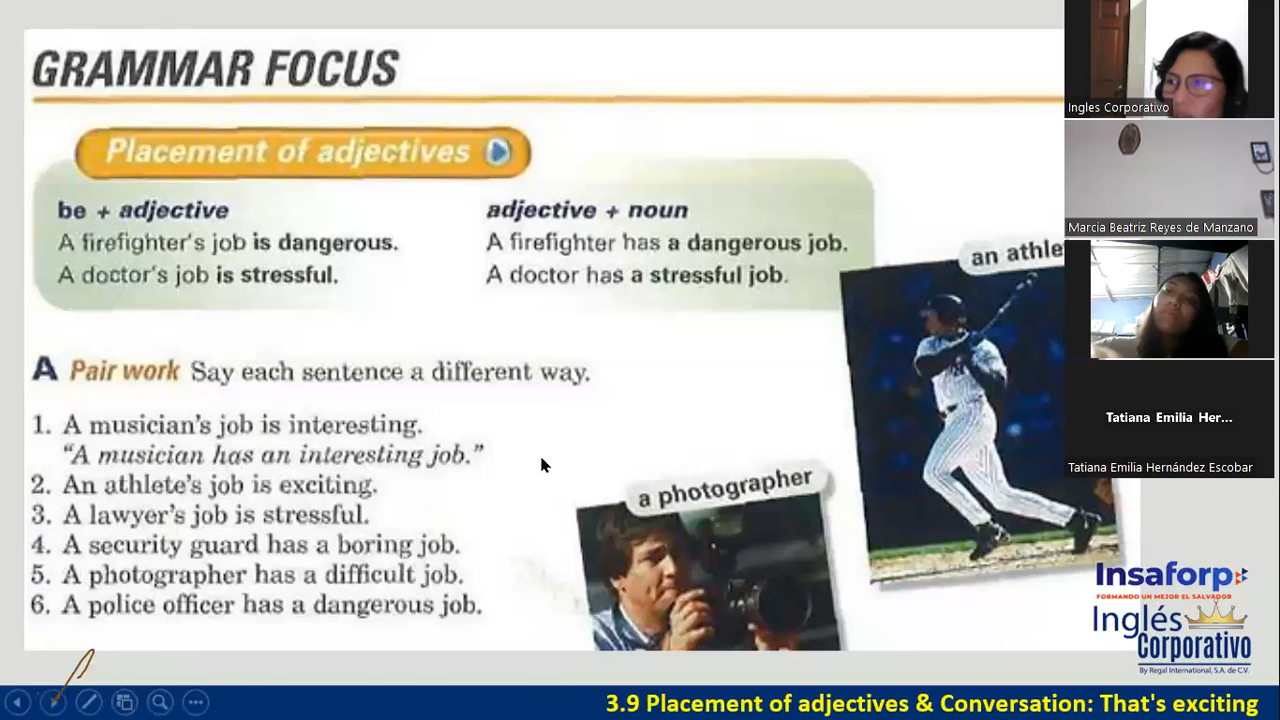 GRAMMAR FOCUS
Placement of adjectives
be + adjective
A firefighter's job is dangerous.
A doctor's job is stressful.
adjective + noun
A firefighter has a dangerous job.
A doctor has a stressful job.
an athle
A Pair work Say each sentence a different way.
1. A musician's job is interesting.
"A musician has an interesting job."
2. An athlete's job is exciting.
3. A lawyer's job is stressful.
4. A security guard has a boring job.
5. A photographer has a difficult job.
6. A police officer has a dangerous job.
a photographer
Ingles Corporativo
Marcia Beatriz Reyes de Manzano
Tatiana Emilia Her...
Tatiana Emilia Hernández Escobar
Insaforp
FORMANDO UN MEJOR EL SALVADOR
Inglés
Corporativo
By Regal International, S.A. de C.V.
3.9 Placement of adjectives & Conversation: That's exciting